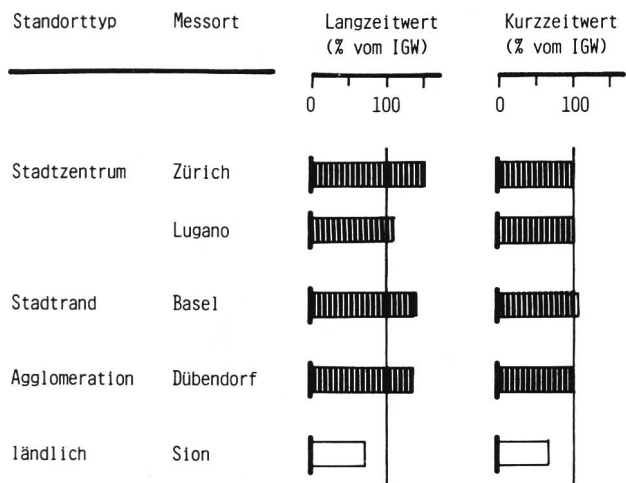 Standorttyp Messort Langzeitwert Kurzzeitwert
(% vom IGW) (% vom IGW)
0 100 0 100
Stadtzentrum Zürich
Lugano
Stadtrand Basel
Agglomeration Dübendorf
ländlich Sion